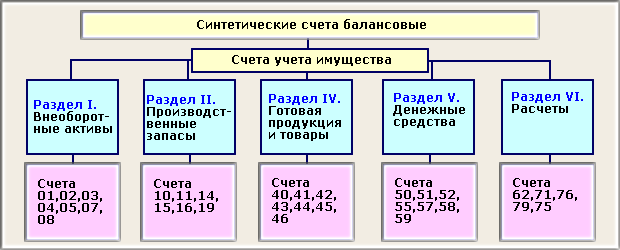 Синтетические счета балансовые
Счета учета имущества
Раздел I.
Внеоборот-
ные активы
Раздел II.
Производст-
венные
запасы
Раздел IV.
Готовая
продукция
и товары
Раздел V.
Денежные
средства
Раздел VI.
Расчеты
Счета
01,02,03,
04,05,07,
08
Счета
10,11,14,
15,16,19
Счета
40,41,42,
43,44,45,
46
Счета
50,51,52,
55,57,58,
59
Счета
62,71,76,
79,75